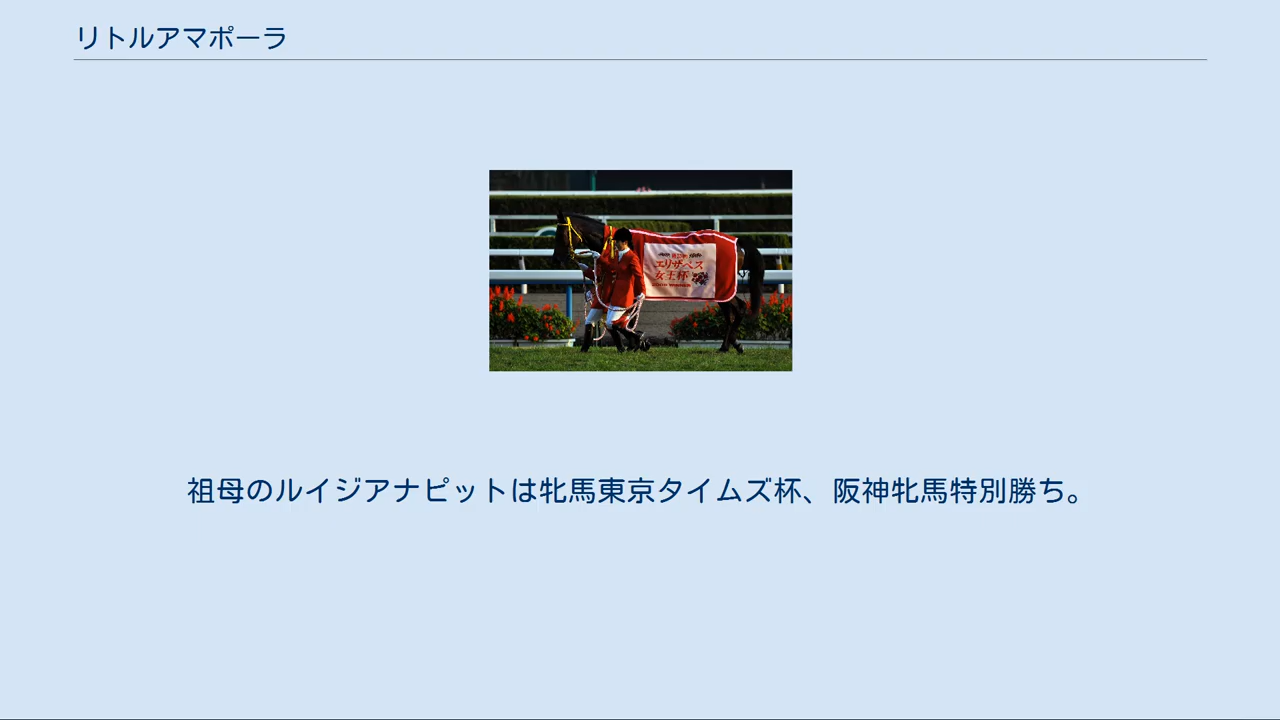 リトルアマポーラ
エリザベス
女王杯
祖母のルイジアナピットは牝馬東京タイムズ杯、阪神牝馬特別勝ち。